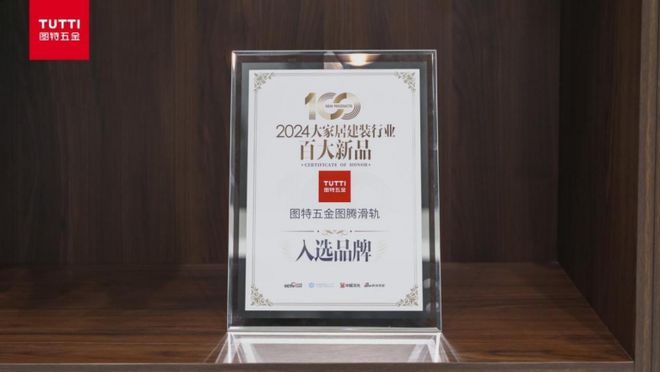 TUTTI
图特五金
100
NEW PRODUCTS
2024大家居建装行业
百大新品
CERTIFICATE OF HONOR
TUTTI
图特五金
图特五金图腾滑轨
入选品牌